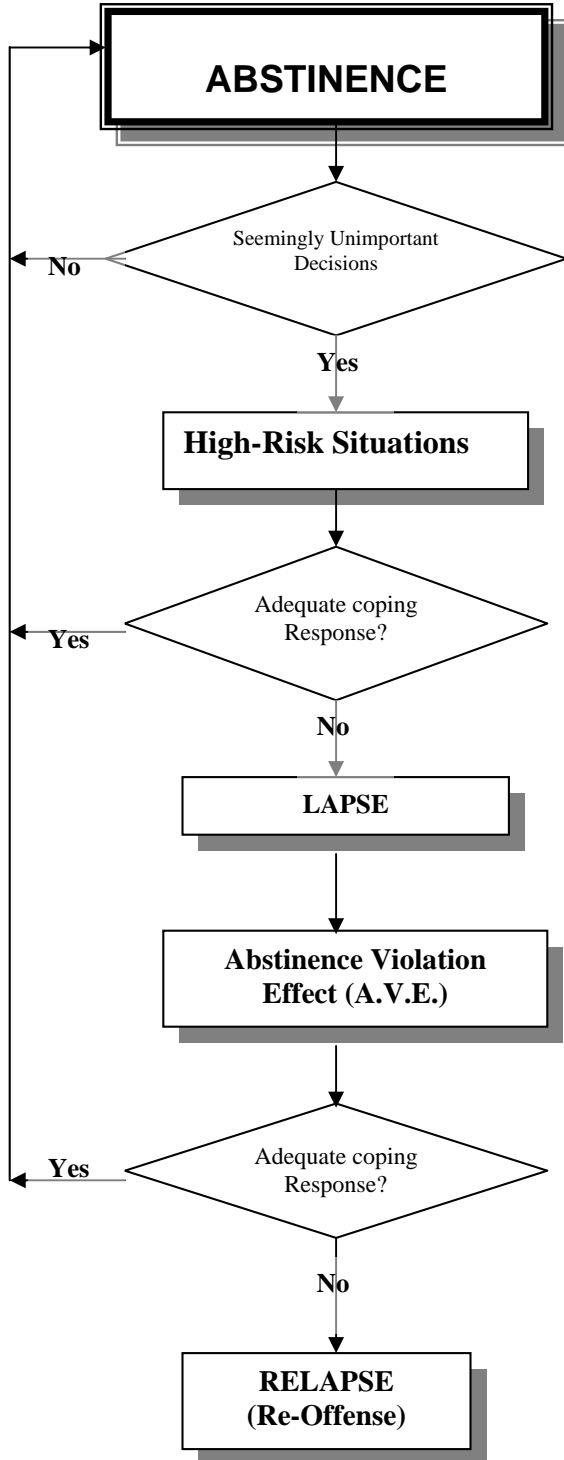 ABSTINENCE
Seemingly Unimportant
Decisions
No
Yes
High-Risk Situations
Adequate coping
Response?
Yes
No
LAPSE
Abstinence Violation
Effect (A.V.E.)
Adequate coping
Response?
Yes
No
RELAPSE
(Re-Offense)